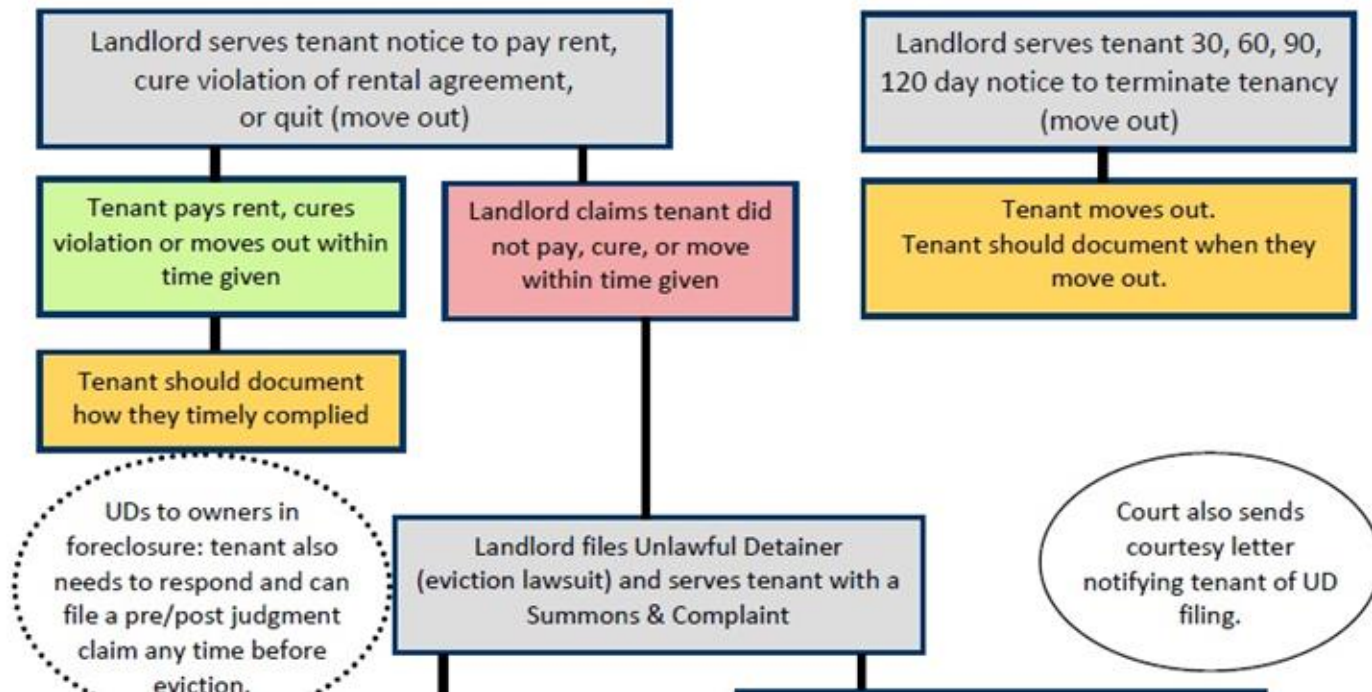 Landlord serves tenant notice to pay rent,
cure violation of rental agreement,
or quit (move out)
Landlord serves tenant 30, 60, 90,
120 day notice to terminate tenancy
(move out)
Tenant pays rent, cures
violation or moves out within
time given
Landlord claims tenant did
not pay, cure, or move
within time given
Tenant moves out.
Tenant should document when they
move out.
Tenant should document
how they timely complied
UDs to owners in
foreclosure: tenant also
needs to respond and can
file a pre/post judgment
claim any time before
eviction.
Landlord files Unlawful Detainer
(eviction lawsuit) and serves tenant with a
Summons & Complaint
Court also sends
courtesy letter
notifying tenant of UD
filing.